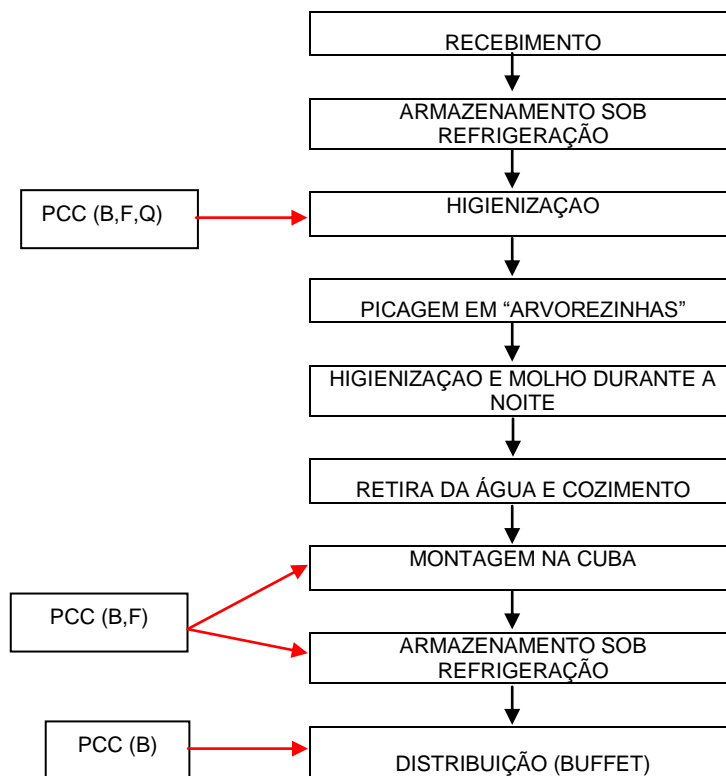 RECEBIMENTO
ARMAZENAMENTO SOB
REFRIGERAÇÃO
PCC (B,F,Q)
HIGIENIZAÇAO
PICAGEM EM “ARVOREZINHAS”
HIGIENIZAÇAO E MOLHO DURANTE A
NOITE
RETIRA DA ÁGUA E COZIMENTO
MONTAGEM NA CUBA
PCC (B,F)
ARMAZENAMENTO SOB
REFRIGERAÇÃO
PCC (B)
DISTRIBUIÇÃO (BUFFET)